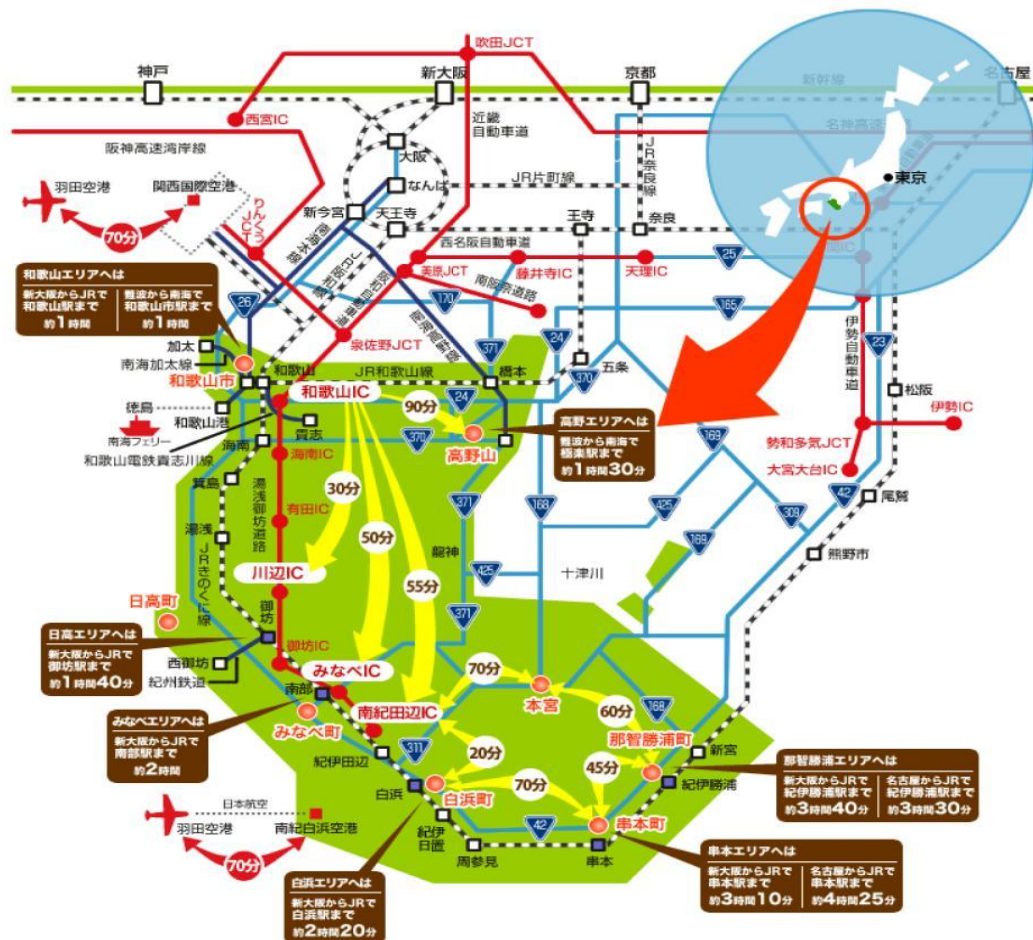 吹田JCT
神戸
新大阪
京都
新幹線
名古屋
西宮IC
近畿
自動車道
名神高速
阪神高速湾岸線
大阪
JR奈良線
羽田空港
関西国際空港
なんば
JR片町線
東京
70分
りんくうJCT
新今宮
天王寺
王寺
奈良
南海本線
JR阪和線
阪和自動車道
西名阪自動車道
美原JCT
藤井寺IC
天理IC
25
南阪奈道路
和歌山エリアへは
新大阪からJRで
和歌山駅まで
約1時間
難波から南海で
和歌山市駅まで
約1時間
26
170
371
165
24
370
23
伊勢自動車道
泉佐野JCT
加太
南海加太線
和歌山市
和歌山
JR和歌山線
橋本
五条
松阪
徳島
和歌山港
和歌山IC
90分
24
高野エリアへは
難波から南海で
極楽駅まで
約1時間30分
伊勢IC
南海フェリー
貴志
海南
370
高野山
169
勢和多気JCT
和歌山電鉄貴志川線
海南IC
大宮大台IC
箕島
湯浅御坊道路
30分
42
尾鷲
有田IC
371
168
425
309
湯浅
50分
龍神
169
熊野市
JRきのくに線
55分
川辺IC
425
十津川
日高町
御坊
371
日高エリアへは
新大阪からJRで
御坊駅まで
約1時間40分
西御坊
御坊IC
紀州鉄道
みなべIC
70分
本宮
南部
60分
168
みなべエリアへは
新大阪からJRで
南部駅まで
約2時間
みなべ町
南紀田辺IC
那智勝浦町
新宮
311
紀伊田辺
20分
45分
紀伊勝浦
那智勝浦エリアへは
新大阪からJRで
紀伊勝浦駅まで
約3時間40分
名古屋からJRで
紀伊勝浦駅まで
約3時間30分
白浜
白浜町
70分
日本航空
羽田空港
南紀白浜空港
70分
紀伊
日置
42
串本町
周参見
串本
串本エリアへは
新大阪からJRで
串本駅まで
約3時間10分
名古屋からJRで
串本駅まで
約4時間25分
白浜エリアへは
新大阪からJRで
白浜駅まで
約2時間20分